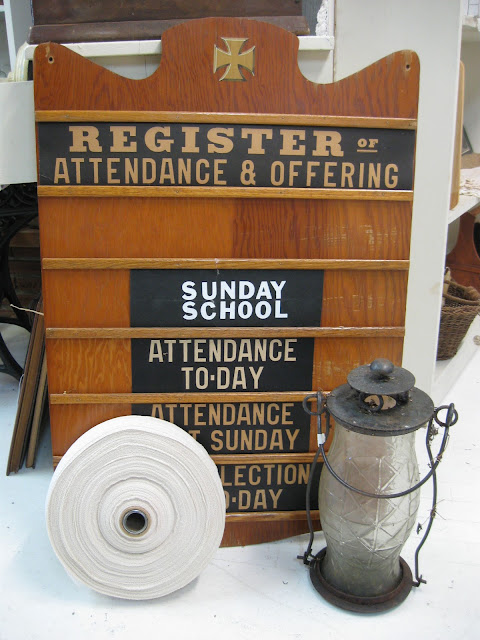 REGISTER OF
ATTENDANCE & OFFERING
SUNDAY
SCHOOL
ATTENDANCE
TO·DAY
ATTENDANCE
SUNDAY